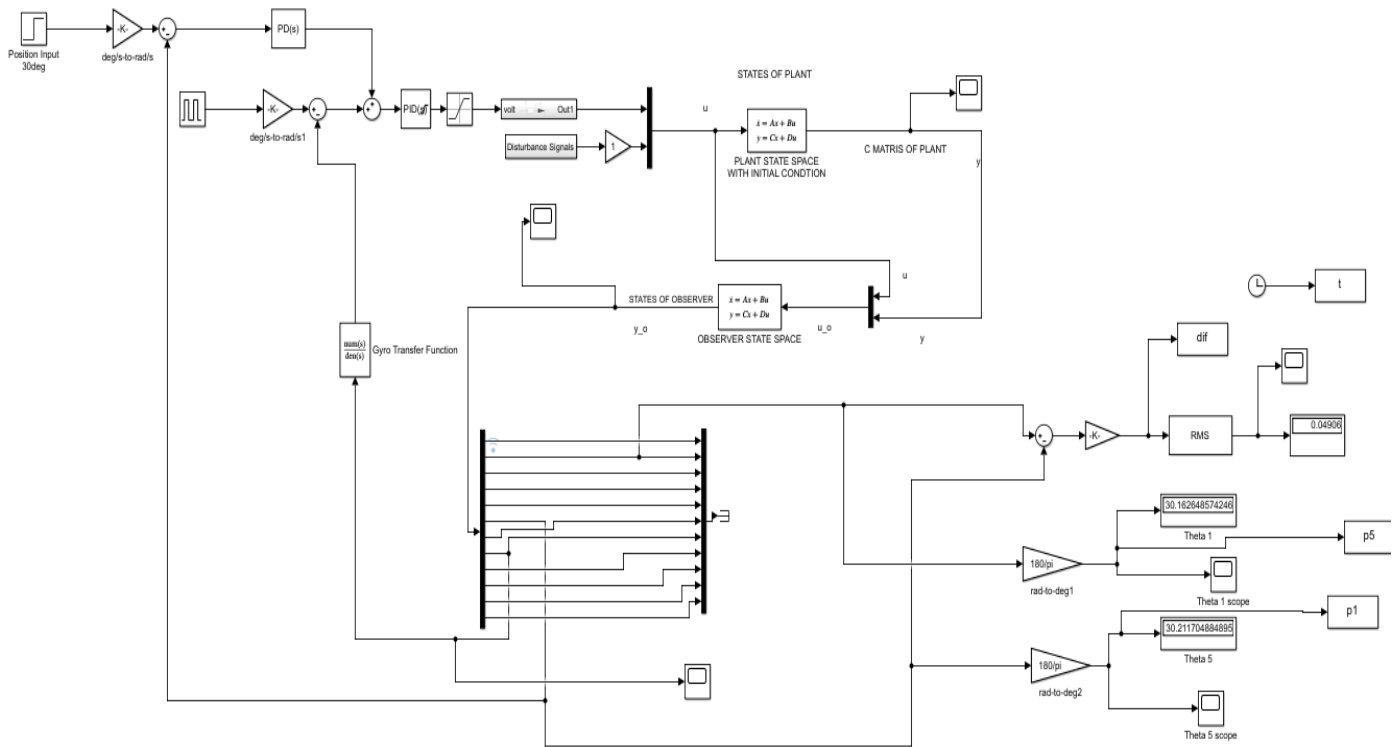 -K-
Position Input
30deg
deg/s-to-rad/s
PD(s)
-K-
deg/s-to-rad/s1
volt
Out1
Disturbance Signals
1
u
STATES OF PLANT
ẋ = Ax + Bu
y = Cx + Du
PLANT STATE SPACE
WITH INITIAL CONDTION
C MATRIS OF PLANT
y
u
STATES OF OBSERVER
ẋ = Ax + Bu
y = Cx + Du
OBSERVER STATE SPACE
y_o
u_o
y
t
num(s)
den(s)
Gyro Transfer Function
dif
-K-
RMS
0.04906
30.162648574246
Theta 1
p5
180/pi
rad-to-deg1
Theta 1 scope
p1
30.211704884895
Theta 5
180/pi
rad-to-deg2
Theta 5 scope